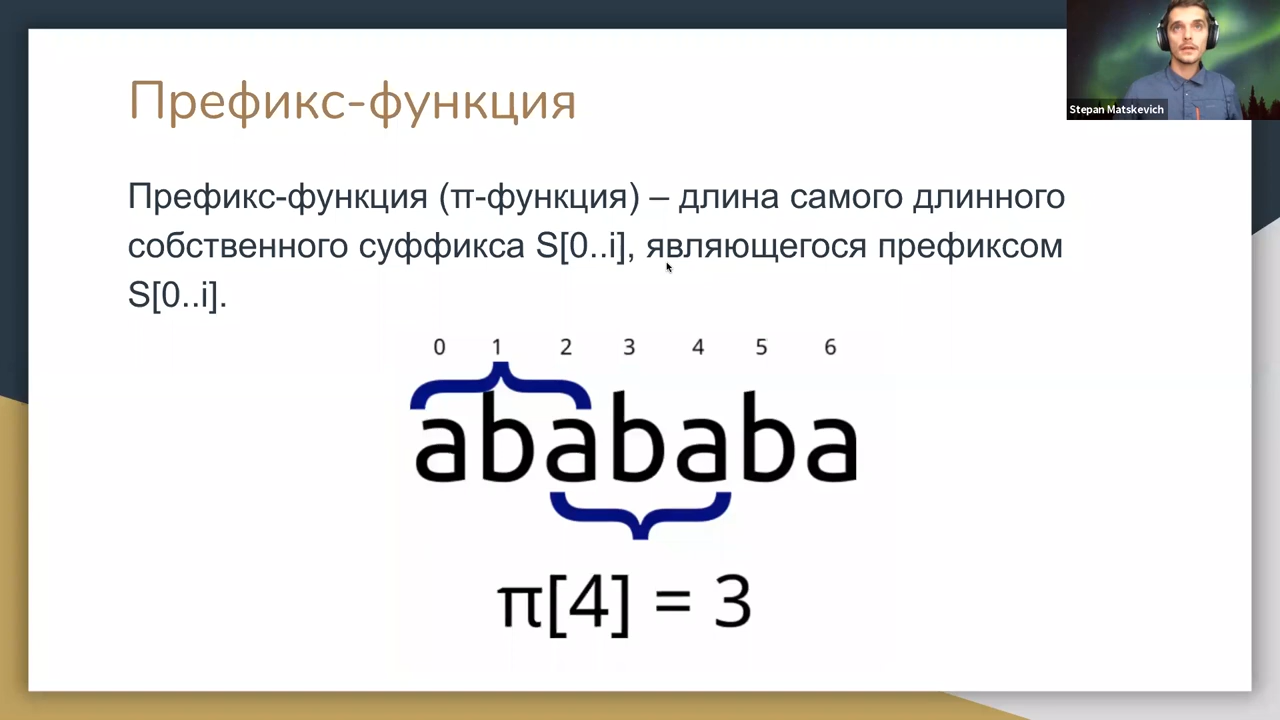 Префикс-функция
Stepan Matskevich
Префикс-функция (π-функция) – длина самого длинного
собственного суффикса S[0..i], являющегося префиксом
S[0..i].
0 1 2 3 4 5 6
abababa
π[4] = 3